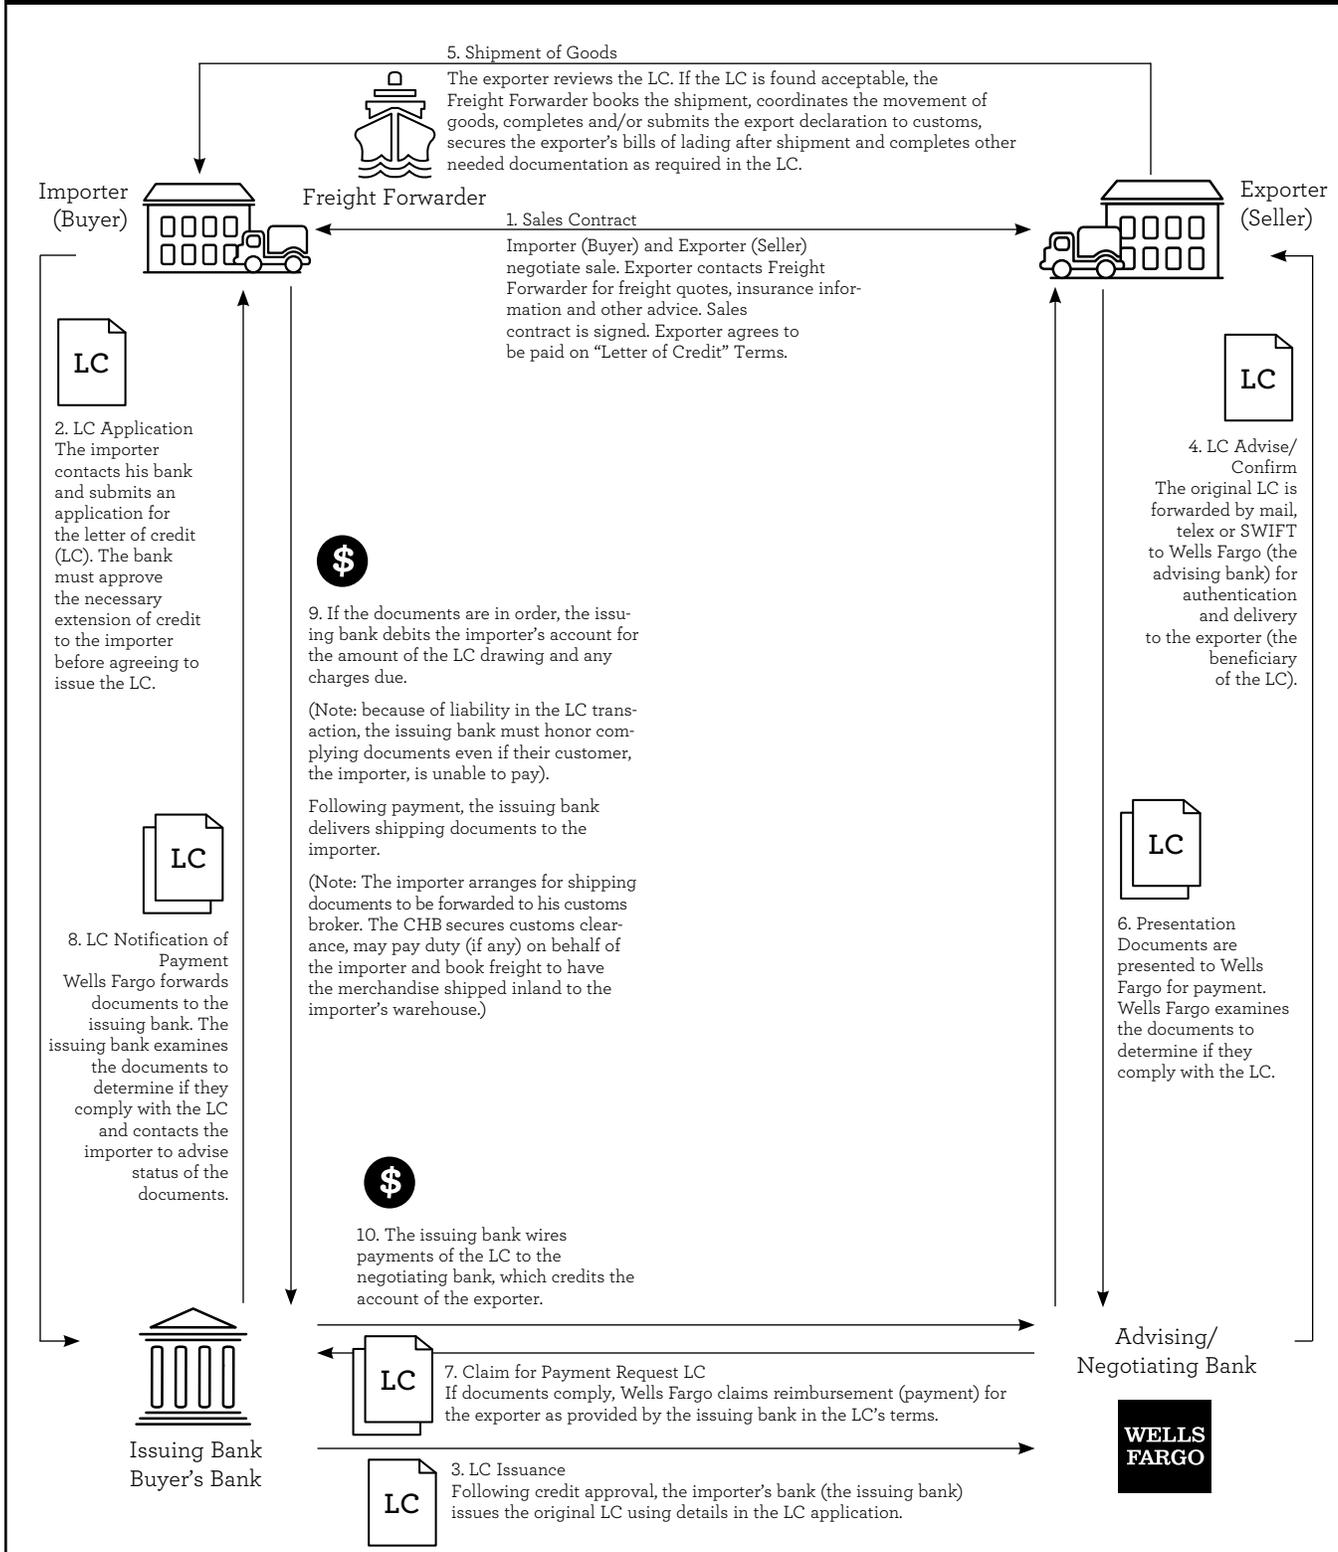 5. Shipment of Goods
The exporter reviews the LC. If the LC is found acceptable, the
Freight Forwarder books the shipment, coordinates the movement of
goods, completes and/or submits the export declaration to customs,
secures the exporter’s bills of lading after shipment and completes other
needed documentation as required in the LC.
Importer
(Buyer)
Freight Forwarder
Exporter
(Seller)
1. Sales Contract
Importer (Buyer) and Exporter (Seller)
negotiate sale. Exporter contacts Freight
Forwarder for freight quotes, insurance infor-
mation and other advice. Sales
contract is signed. Exporter agrees to
be paid on “Letter of Credit” Terms.
LC
2. LC Application
The importer
contacts his bank
and submits an
application for
the letter of credit
(LC). The bank
must approve
the necessary
extension of credit
to the importer
before agreeing to
issue the LC.
LC
4. LC Advise/
Confirm
The original LC is
forwarded by mail,
telex or SWIFT
to Wells Fargo (the
advising bank) for
authentication
and delivery
to the exporter (the
beneficiary
of the LC).
$
9. If the documents are in order, the issu-
ing bank debits the importer’s account for
the amount of the LC drawing and any
charges due.
(Note: because of liability in the LC trans-
action, the issuing bank must honor com-
plying documents even if their customer,
the importer, is unable to pay).
Following payment, the issuing bank
delivers shipping documents to the
importer.
(Note: The importer arranges for shipping
documents to be forwarded to his customs
broker. The CHB secures customs clear-
ance, may pay duty (if any) on behalf of
the importer and book freight to have
the merchandise shipped inland to the
importer’s warehouse.)
LC
8. LC Notification of
Payment
Wells Fargo forwards
documents to the
issuing bank. The
issuing bank examines
the documents to
determine if they
comply with the LC
and contacts the
importer to advise
status of the
documents.
LC
6. Presentation
Documents are
presented to Wells
Fargo for payment.
Wells Fargo examines
the documents to
determine if they
comply with the LC.
$
10. The issuing bank wires
payments of the LC to the
negotiating bank, which credits the
account of the exporter.
LC
7. Claim for Payment Request LC
If documents comply, Wells Fargo claims reimbursement (payment) for
the exporter as provided by the issuing bank in the LC’s terms.
Advising/
Negotiating Bank
WELLS
FARGO
Issuing Bank
Buyer’s Bank
LC
3. LC Issuance
Following credit approval, the importer’s bank (the issuing bank)
issues the original LC using details in the LC application.